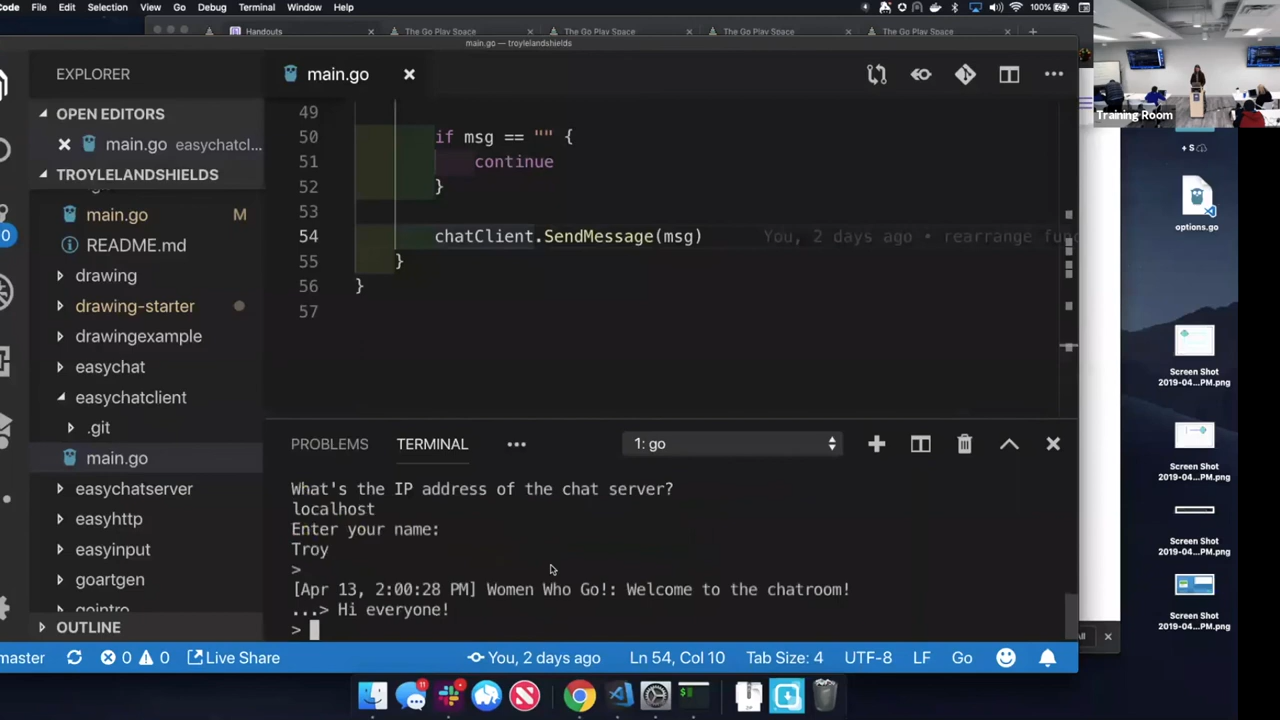 Code File Edit Selection View Go Debug Terminal Window Help
100%
Handouts
The Go Play Space
The Go Play Space
The Go Play Space
The Go Play Space
main.go — troylelandshields
EXPLORER
main.go
OPEN EDITORS
main.go easychatcl...
TROYLELANDSHIELDS
main.go M
README.md
drawing
drawing-starter
drawingexample
easychat
easychatclient
.git
main.go
easychatserver
easyhttp
easyinput
goartgen
gointro
OUTLINE
49
50 if msg == "" {
51 continue
52 }
53
54 chatClient.SendMessage(msg) You, 2 days ago • rearrange func
55 }
56 }
57
PROBLEMS TERMINAL ••• 1: go
What's the IP address of the chat server?
localhost
Enter your name:
Troy
>
[Apr 13, 2:00:28 PM] Women Who Go!: Welcome to the chatroom!
...> Hi everyone!
>
master 0 0 Live Share You, 2 days ago Ln 54, Col 10 Tab Size: 4 UTF-8 LF Go
Training Room
+ S
options.go
Screen Shot
2019-04...PM.png
Screen Shot
2019-04...PM.png
Screen Shot
2019-04...PM.png
Screen Shot
2019-04...PM.png
11
ZIP